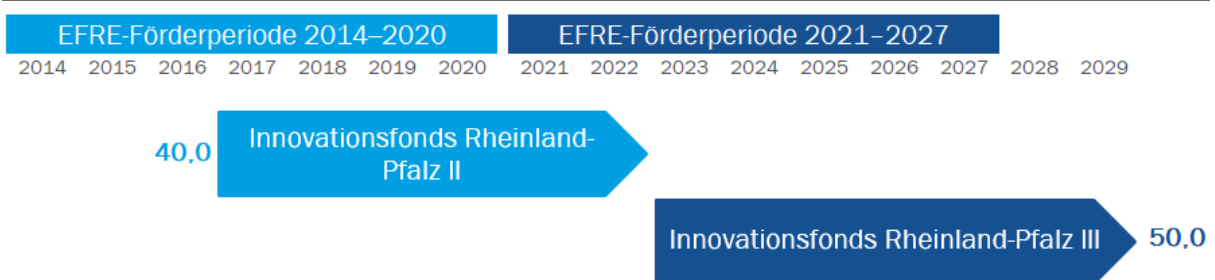 EFRE-Förderperiode 2014–2020 EFRE-Förderperiode 2021–2027
2014 2015 2016 2017 2018 2019 2020 2021 2022 2023 2024 2025 2026 2027 2028 2029
40,0 Innovationsfonds Rheinland-
Pfalz II
Innovationsfonds Rheinland-Pfalz III 50,0